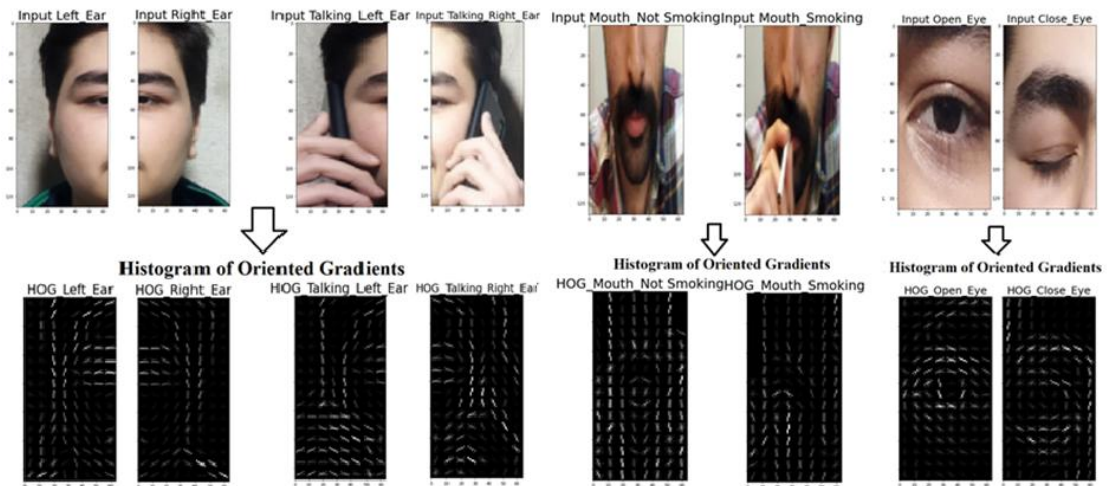 Input Left_Ear
Input Right_Ear
Input Talking_Left_Ear
Input Talking_Right_Ear
Input Mouth_Not Smoking
Input Mouth_Smoking
Input Open_Eye
Input Close_Eye
Histogram of Oriented Gradients
Histogram of Oriented Gradients
Histogram of Oriented Gradients
HOG_Left_Ear
HOG_Right_Ear
HOG_Talking_Left_Ear
HOG_Talking_Right_Ear
HOG_Mouth_Not Smoking
HOG_Mouth_Smoking
HOG_Open_Eye
HOG_Close_Eye